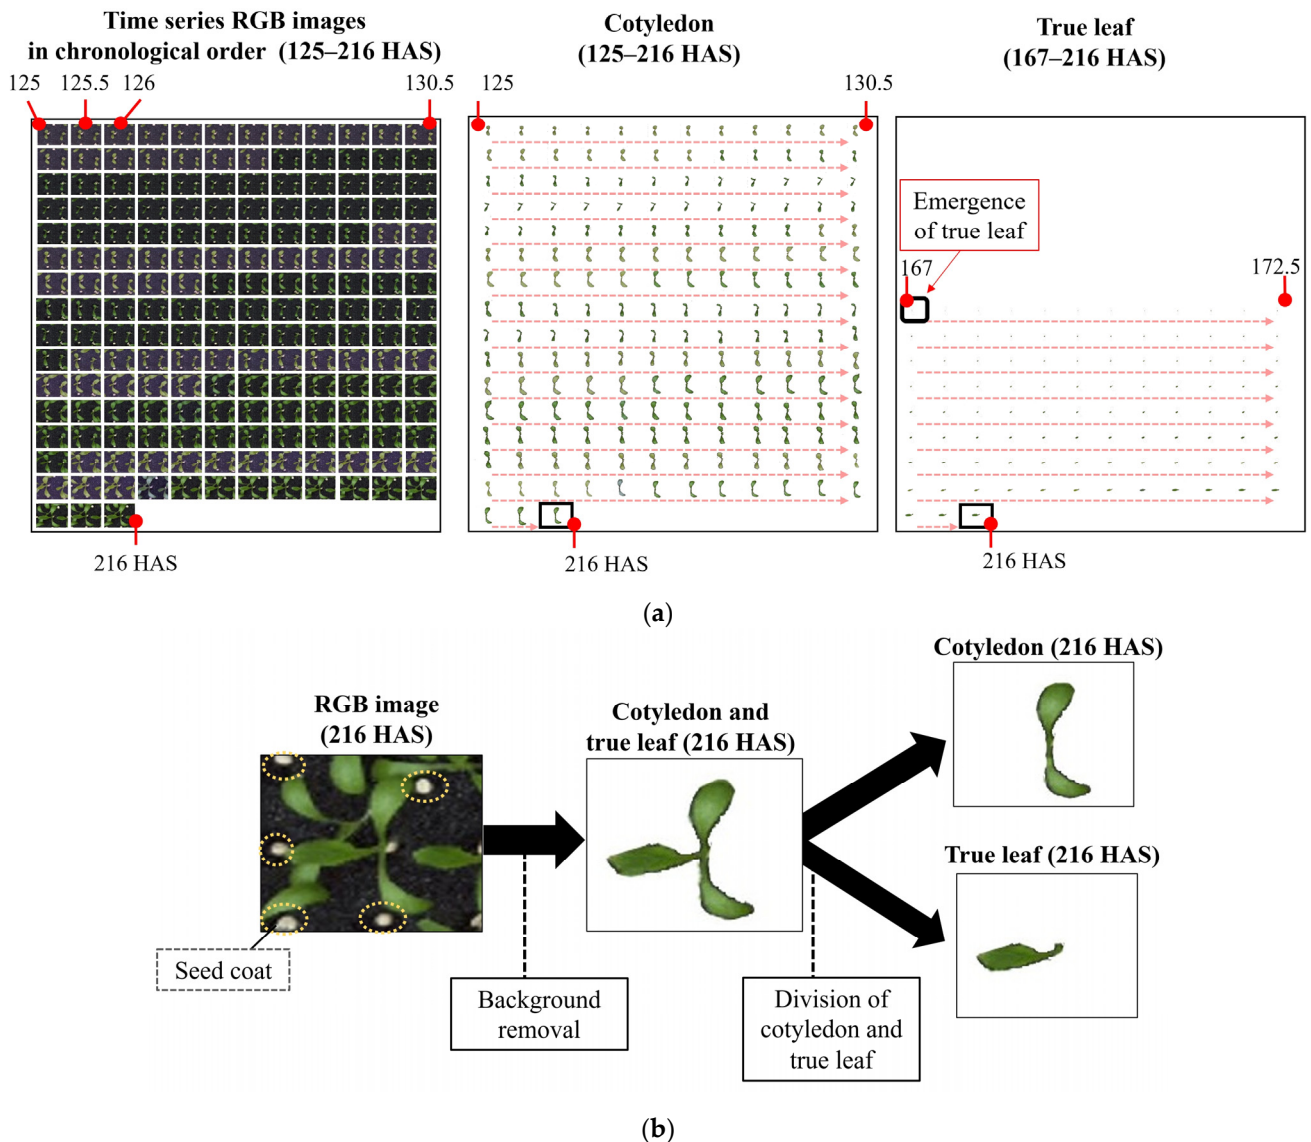 Time series RGB images
in chronological order (125–216 HAS)
125
125.5
126
130.5
216 HAS
Cotyledon
(125–216 HAS)
125
130.5
216 HAS
True leaf
(167–216 HAS)
Emergence
of true leaf
167
172.5
216 HAS
(a)
RGB image
(216 HAS)
Seed coat
Background
removal
Cotyledon and
true leaf (216 HAS)
Division of
cotyledon and
true leaf
Cotyledon (216 HAS)
True leaf (216 HAS)
(b)